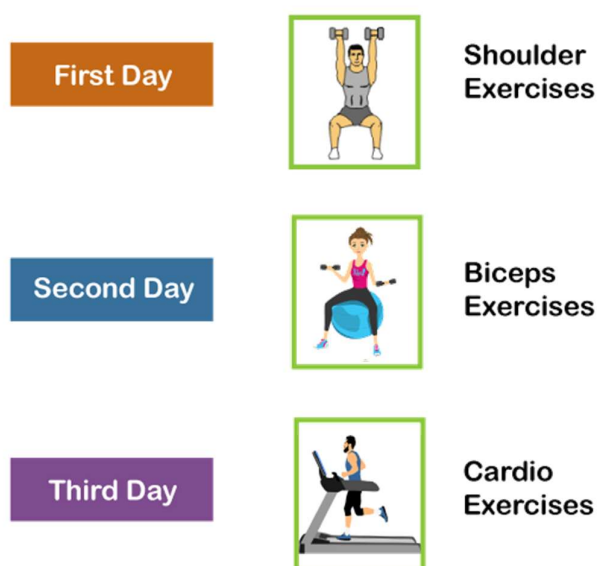 First Day
Shoulder
Exercises
Second Day
Biceps
Exercises
Third Day
Cardio
Exercises